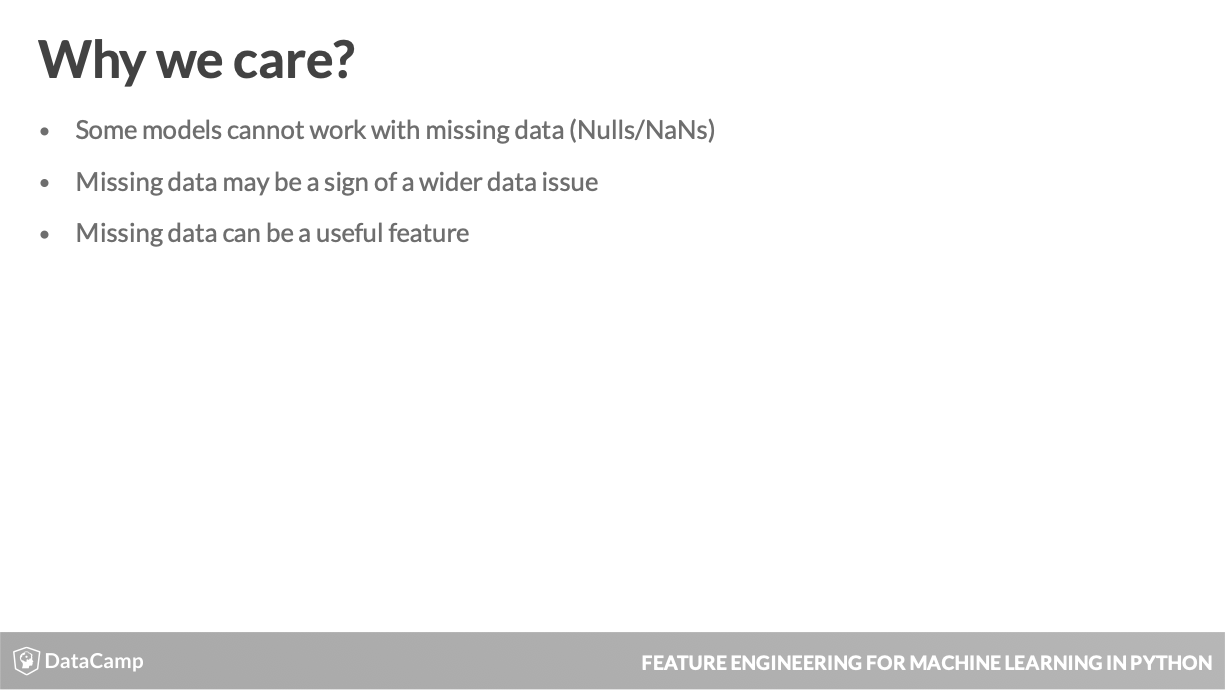 Why we care?
• Some models cannot work with missing data (Nulls/NaNs)
• Missing data may be a sign of a wider data issue
• Missing data can be a useful feature
DataCamp
FEATURE ENGINEERING FOR MACHINE LEARNING IN PYTHON